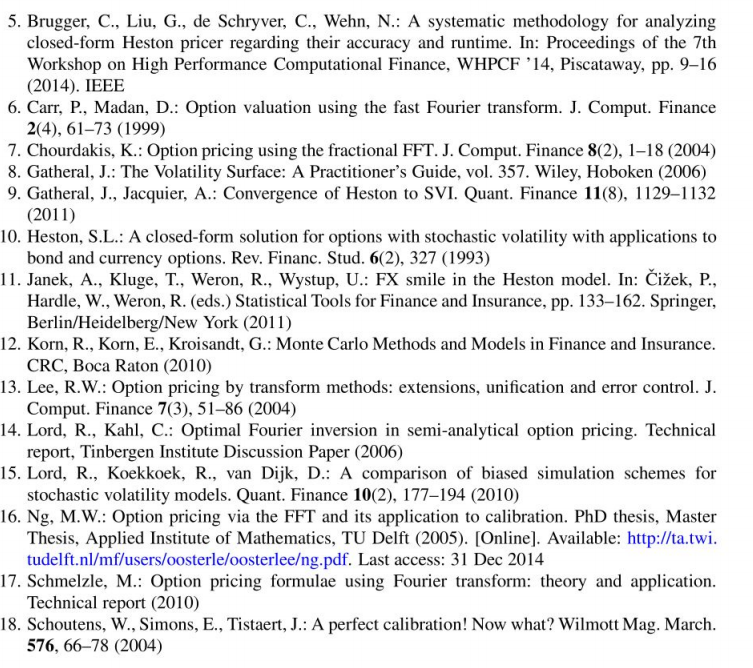 5. Brugger, C., Liu, G., de Schryver, C., Wehn, N.: A systematic methodology for analyzing
closed-form Heston pricer regarding their accuracy and runtime. In: Proceedings of the 7th
Workshop on High Performance Computational Finance, WHPCF ’14, Piscataway, pp. 9–16
(2014). IEEE
6. Carr, P., Madan, D.: Option valuation using the fast Fourier transform. J. Comput. Finance
2(4), 61–73 (1999)
7. Chourdakis, K.: Option pricing using the fractional FFT. J. Comput. Finance 8(2), 1–18 (2004)
8. Gatheral, J.: The Volatility Surface: A Practitioner’s Guide, vol. 357. Wiley, Hoboken (2006)
9. Gatheral, J., Jacquier, A.: Convergence of Heston to SVI. Quant. Finance 11(8), 1129–1132
(2011)
10. Heston, S.L.: A closed-form solution for options with stochastic volatility with applications to
bond and currency options. Rev. Financ. Stud. 6(2), 327 (1993)
11. Janek, A., Kluge, T., Weron, R., Wystup, U.: FX smile in the Heston model. In: Čižek, P.,
Hardle, W., Weron, R. (eds.) Statistical Tools for Finance and Insurance, pp. 133–162. Springer,
Berlin/Heidelberg/New York (2011)
12. Korn, R., Korn, E., Kroisandt, G.: Monte Carlo Methods and Models in Finance and Insurance.
CRC, Boca Raton (2010)
13. Lee, R.W.: Option pricing by transform methods: extensions, unification and error control. J.
Comput. Finance 7(3), 51–86 (2004)
14. Lord, R., Kahl, C.: Optimal Fourier inversion in semi-analytical option pricing. Technical
report, Tinbergen Institute Discussion Paper (2006)
15. Lord, R., Koekkoek, R., van Dijk, D.: A comparison of biased simulation schemes for
stochastic volatility models. Quant. Finance 10(2), 177–194 (2010)
16. Ng, M.W.: Option pricing via the FFT and its application to calibration. PhD thesis, Master
Thesis, Applied Institute of Mathematics, TU Delft (2005). [Online]. Available: http://ta.twi.
tudelft.nl/mf/users/oosterle/oosterlee/ng.pdf. Last access: 31 Dec 2014
17. Schmelzle, M.: Option pricing formulae using Fourier transform: theory and application.
Technical report (2010)
18. Schoutens, W., Simons, E., Tistaert, J.: A perfect calibration! Now what? Wilmott Mag. March.
576, 66–78 (2004)